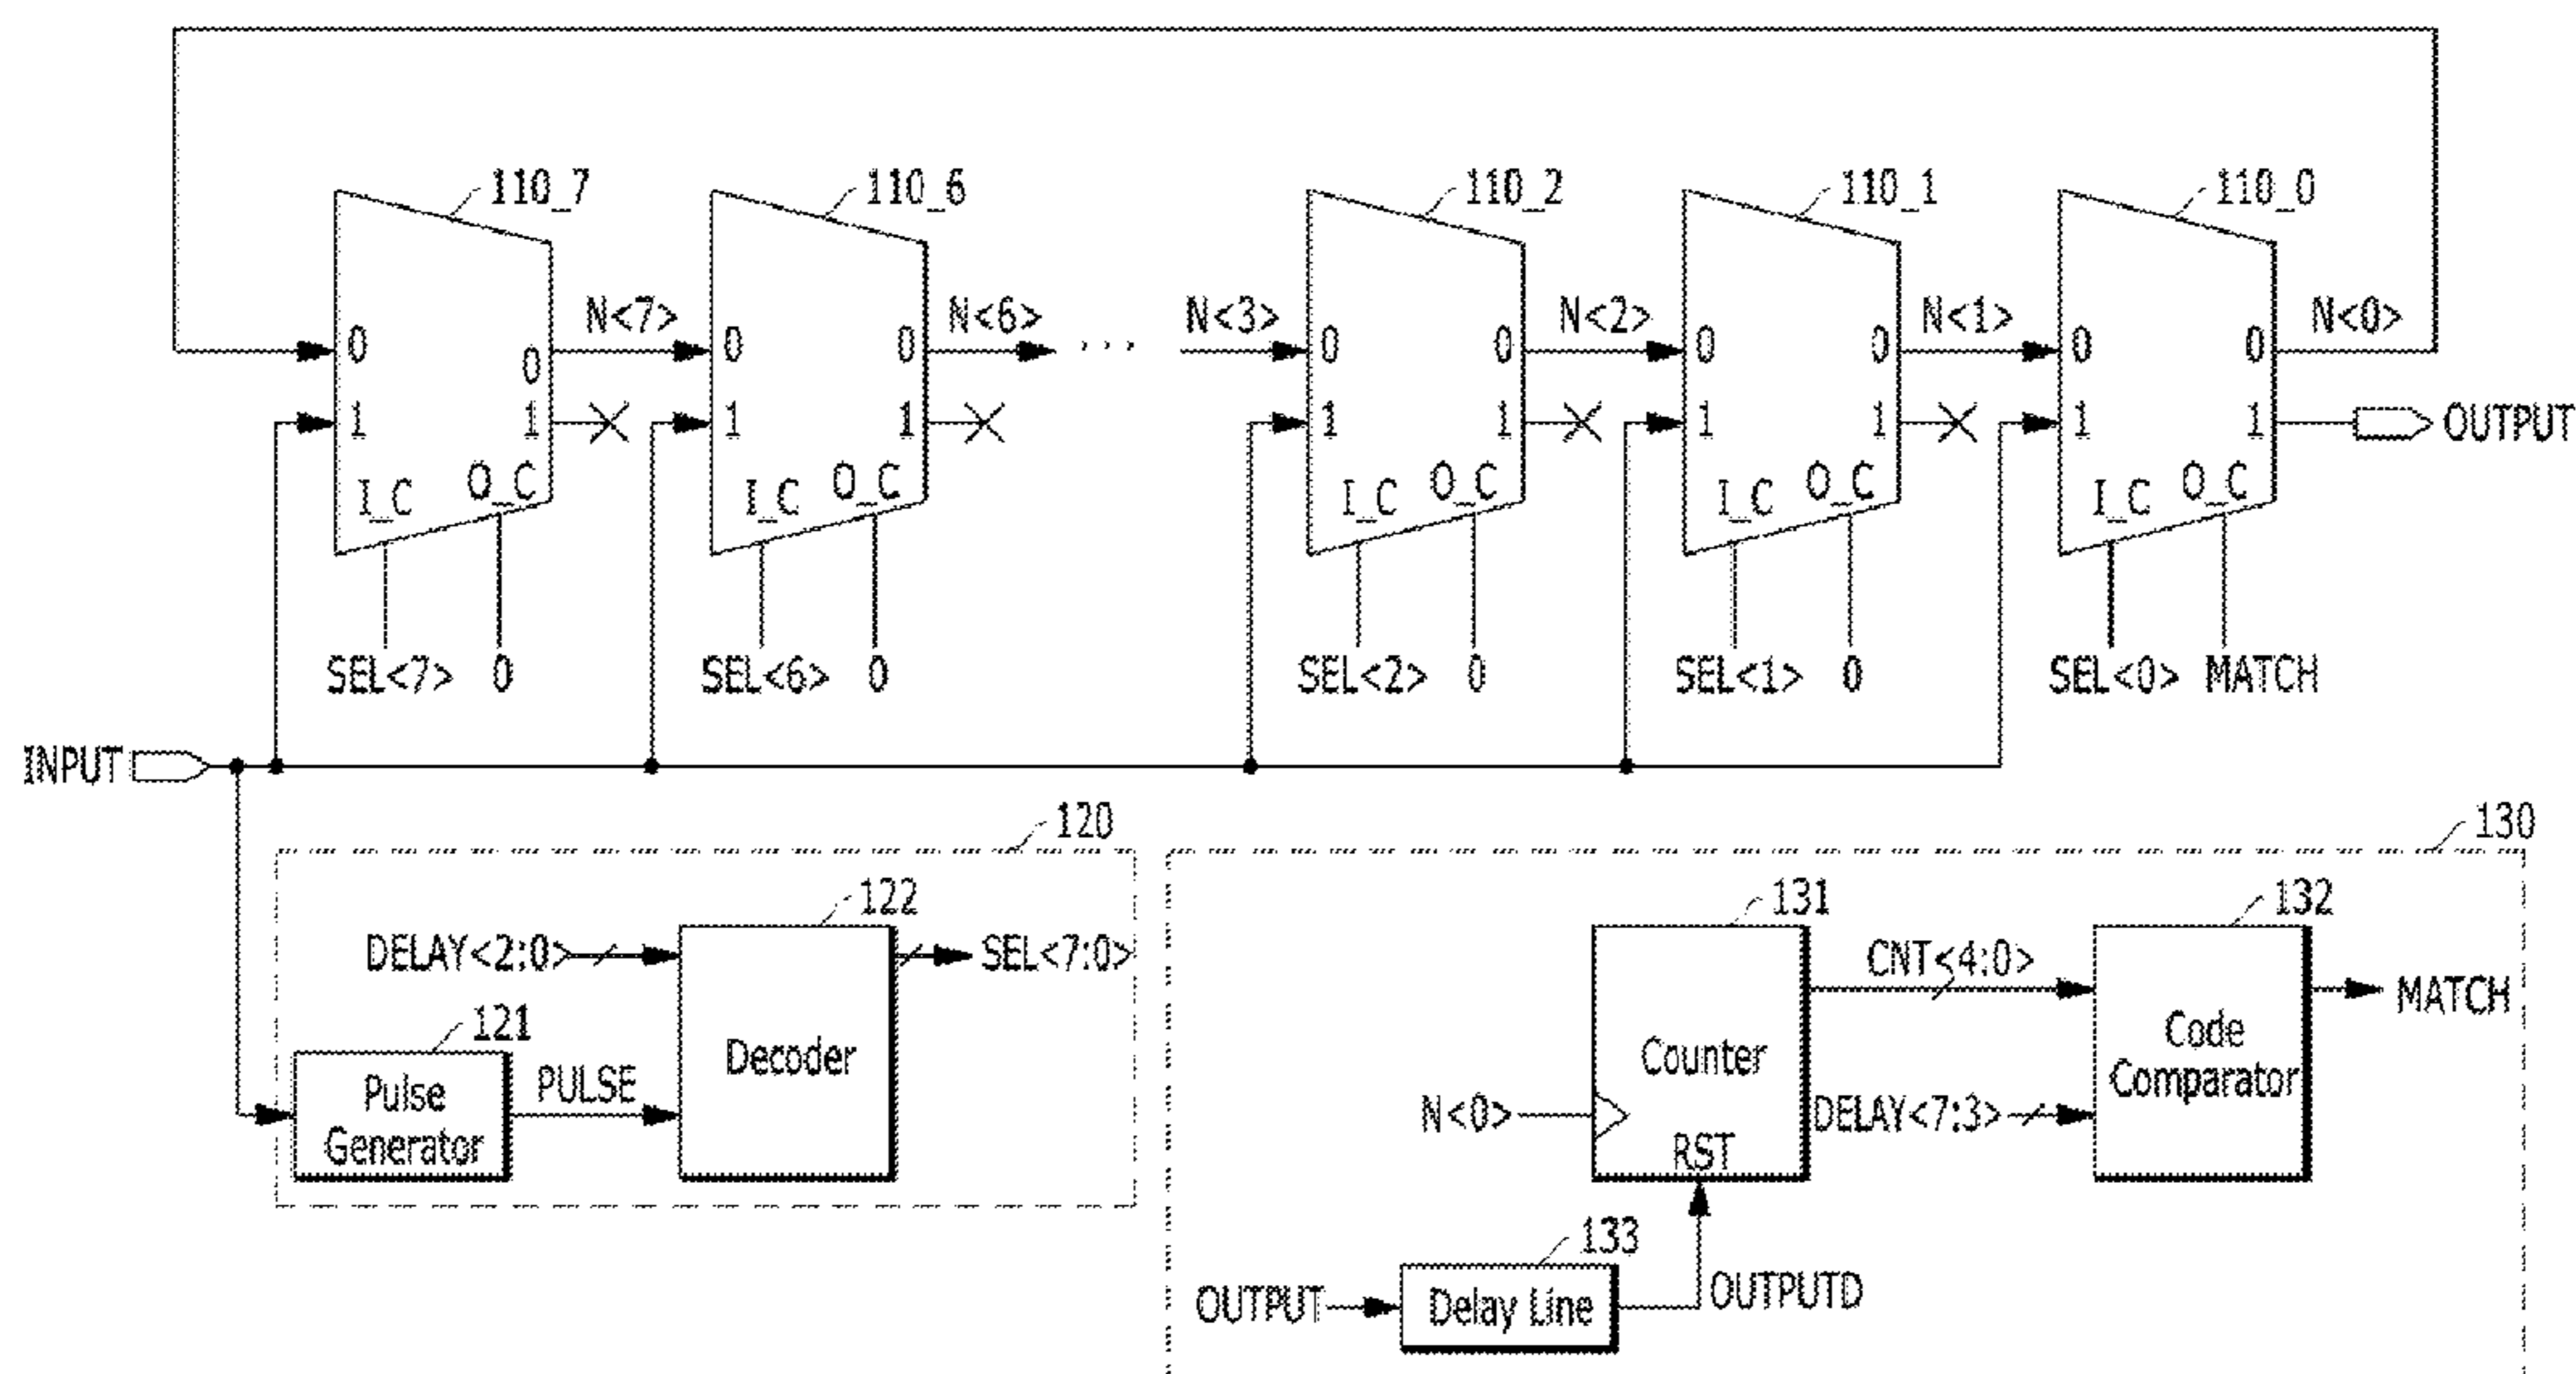 110_7 110_6 110_2 110_1 110_0
N<7> N<6> N<3> N<2> N<1> N<0>
0 0 0 0 ... 0 0 0 0 0 0
1 1 1 1 1 1 1 1 1 1 OUTPUT
I_C O_C I_C O_C I_C O_C I_C O_C I_C O_C
SEL<7> 0 SEL<6> 0 SEL<2> 0 SEL<1> 0 SEL<0> MATCH
INPUT
120
DELAY<2:0>
122
SEL<7:0>
121
Pulse
Generator
PULSE
Decoder
130
131
132
CNT<4:0>
MATCH
Counter
Code
Comparator
N<0>
DELAY<7:3>
RST
133
OUTPUT
Delay Line
OUTPUTD